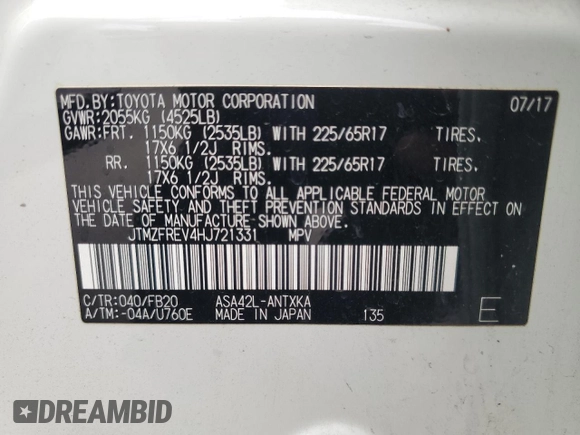 MFD.BY:TOYOTA MOTOR CORPORATION 07/17
GVWR:2055KG (4525LB)
GAWR:FRT. 1150KG (2535LB) WITH 225/65R17 TIRES.
17X6 1/2J RIMS.
RR. 1150KG (2535LB) WITH 225/65R17 TIRES.
17X6 1/2J RIMS.
THIS VEHICLE CONFORMS TO ALL APPLICABLE FEDERAL MOTOR
VEHICLE SAFETY AND THEFT PREVENTION STANDARDS IN EFFECT
ON THE DATE OF MANUFACTURE SHOWN ABOVE.
JTMZFREV4HJ721331 MPV
C/TR:040/FB20 ASA42L-ANTXKA
A/TM:-04A/U760E MADE IN JAPAN 135 E
DREAMBID